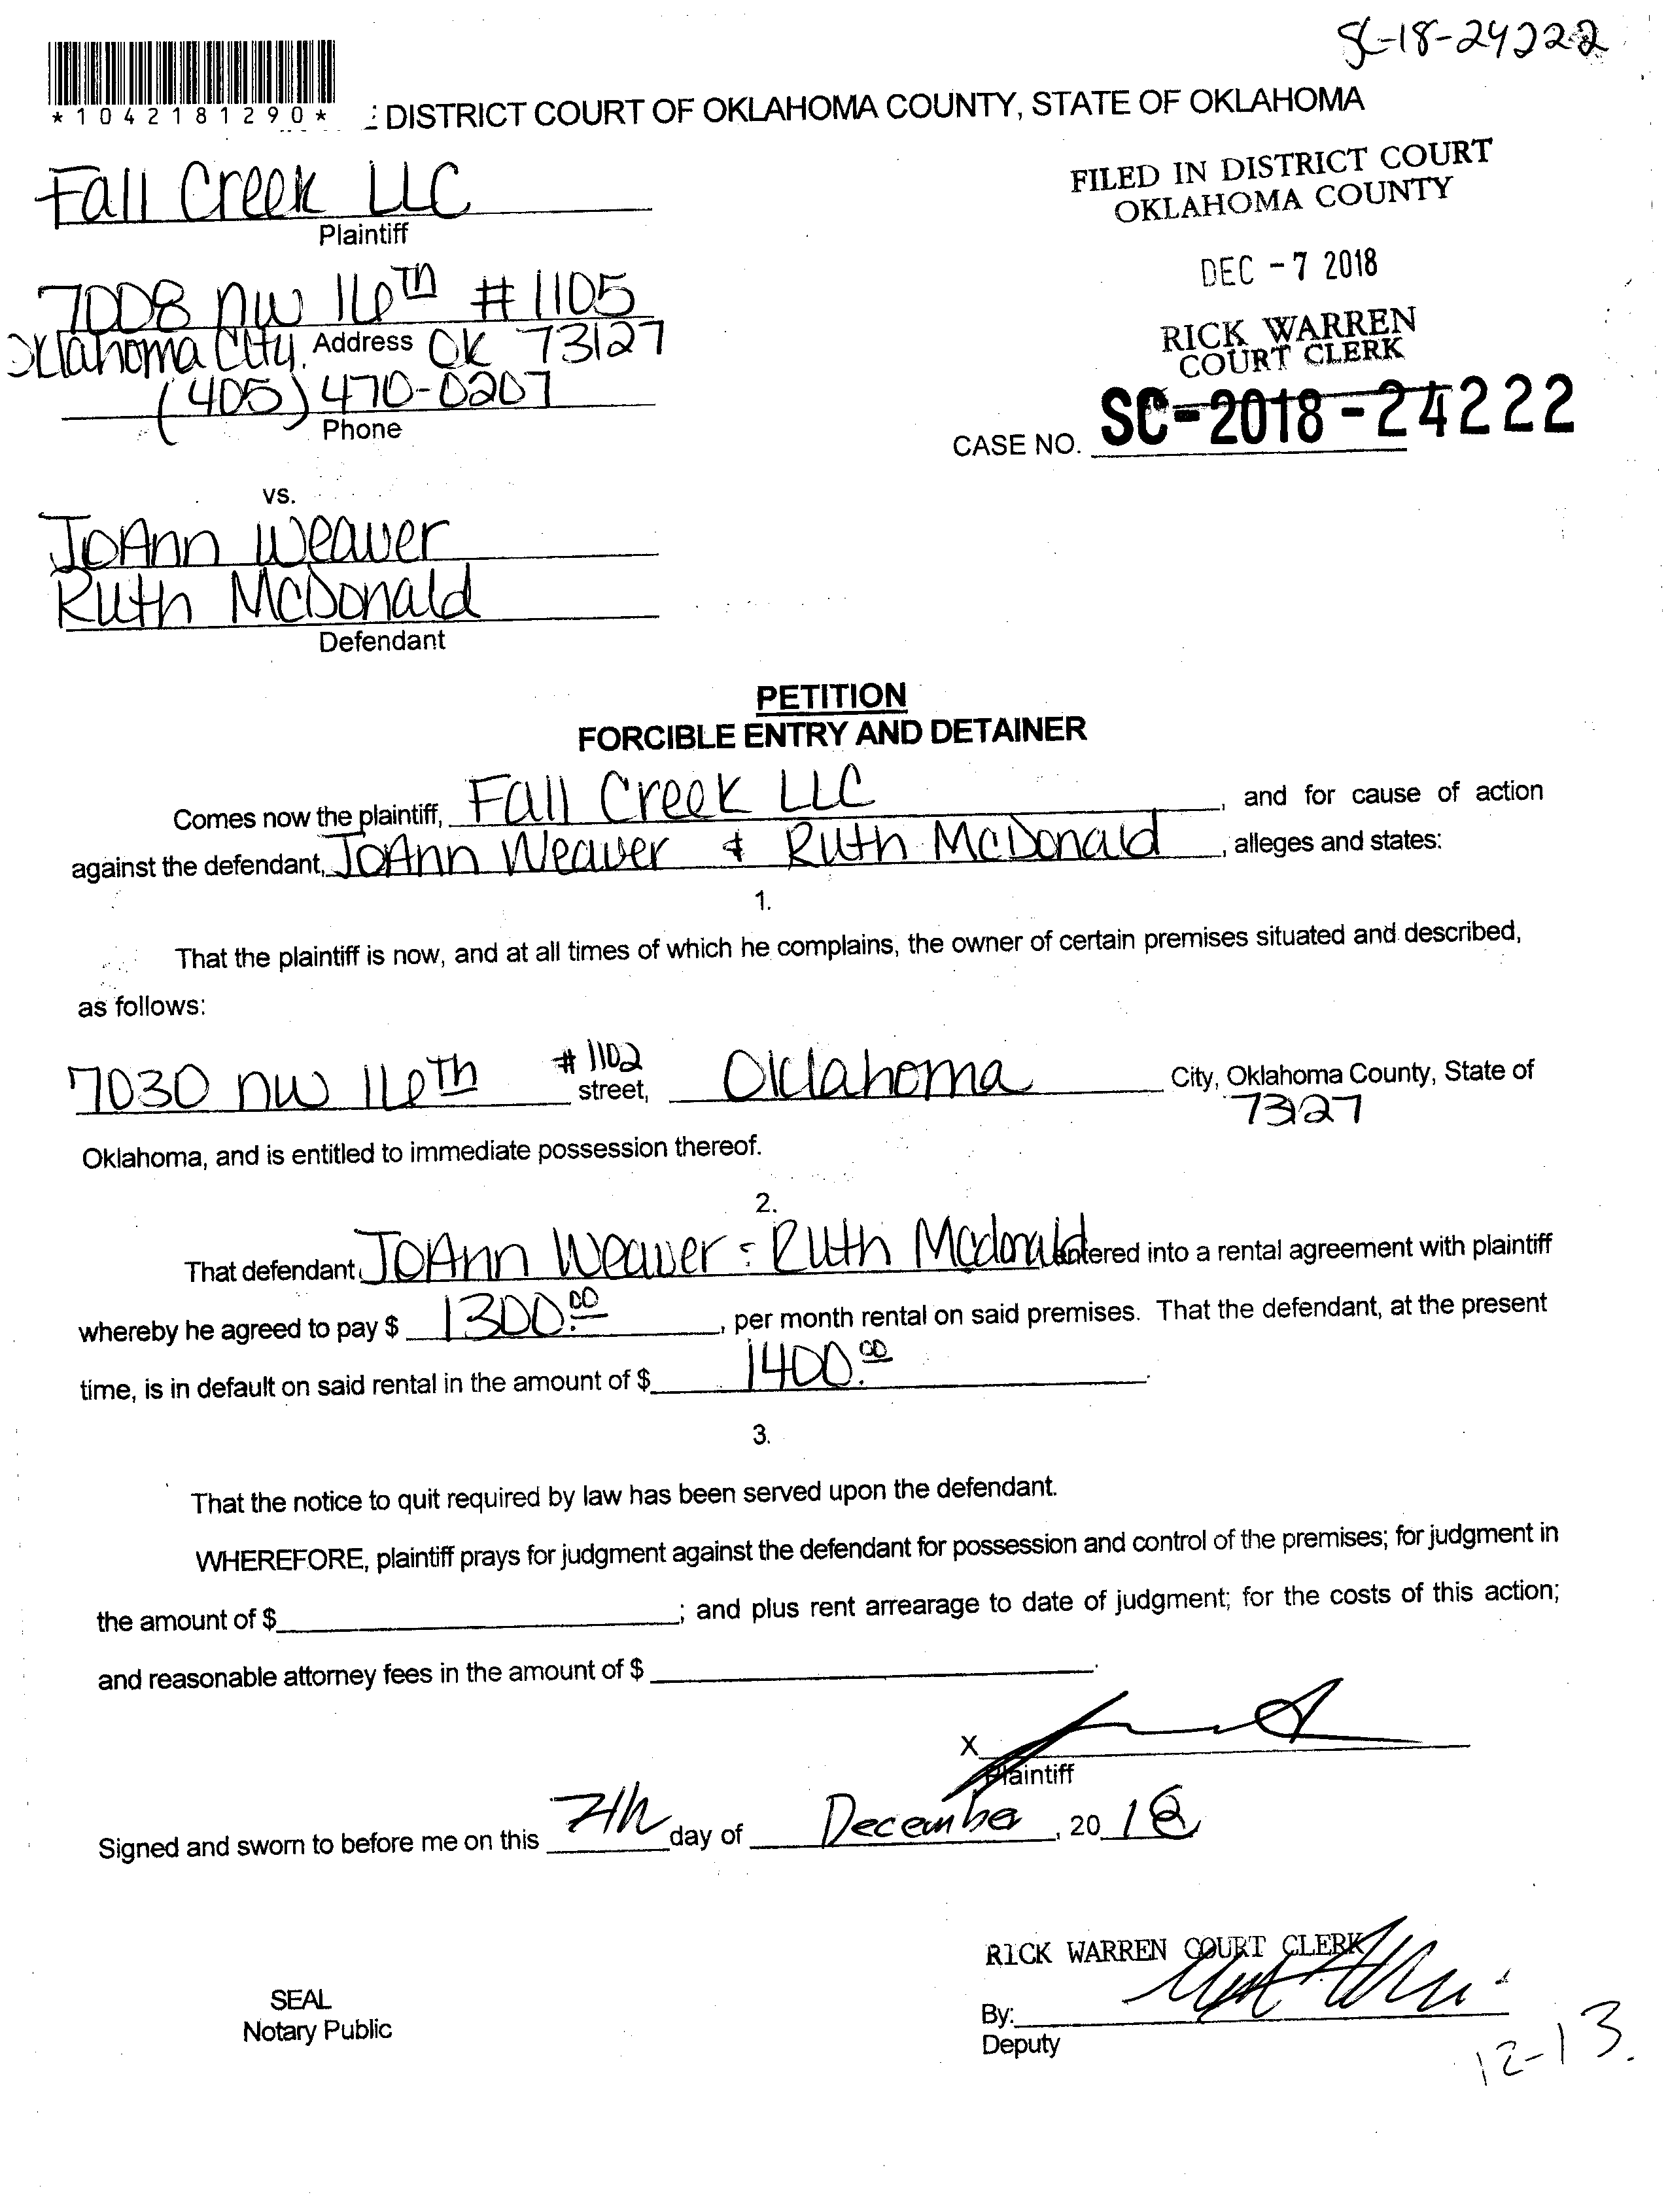 SC-18-24222
*1042181290*
: DISTRICT COURT OF OKLAHOMA COUNTY, STATE OF OKLAHOMA
Fall Creek LLC
Plaintiff
FILED IN DISTRICT COURT
OKLAHOMA COUNTY
DEC -7 2018
RICK WARREN
COURT CLERK
7008 NW 16th #1105
Oklahoma City, Address OK 73127
(405) 470-0207
Phone
CASE NO. SC-2018-24222
vs.
JoAnn Weaver
Ruth McDonald
Defendant
PETITION
FORCIBLE ENTRY AND DETAINER
Comes now the plaintiff, Fall Creek LLC, and for cause of action
against the defendant, JoAnn Weaver & Ruth McDonald, alleges and states:
1.
That the plaintiff is now, and at all times of which he complains, the owner of certain premises situated and described,
as follows:
7030 NW 16th #1102 street, Oklahoma City, Oklahoma County, State of
73127
Oklahoma, and is entitled to immediate possession thereof.
2.
That defendant, JoAnn Weaver : Ruth Mcdonald entered into a rental agreement with plaintiff
whereby he agreed to pay $ 1300.00, per month rental on said premises. That the defendant, at the present
time, is in default on said rental in the amount of $ 1400.00.
3.
That the notice to quit required by law has been served upon the defendant.
WHEREFORE, plaintiff prays for judgment against the defendant for possession and control of the premises; for judgment in
the amount of $ ; and plus rent arrearage to date of judgment; for the costs of this action;
and reasonable attorney fees in the amount of $ .
X
Plaintiff
Signed and sworn to before me on this 7th day of December, 2018
RICK WARREN COURT CLERK
SEAL
Notary Public
By:
Deputy
12-13.